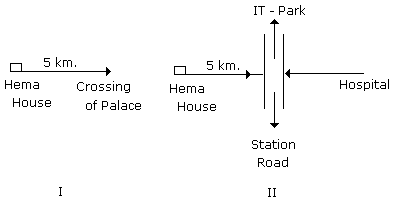 IT - Park
5 km.
Hema
House
Crossing
of Palace
5 km.
Hema
House
Hospital
Station
Road
I
II